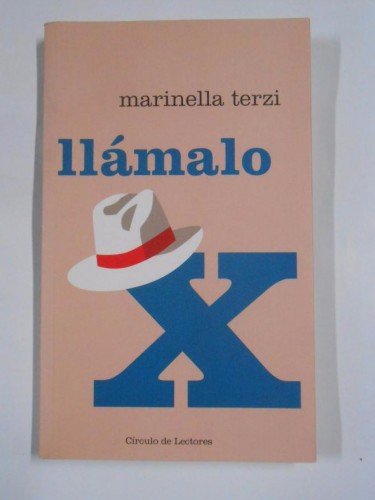 marinella terzi
llámalo
X
Círculo de Lectores